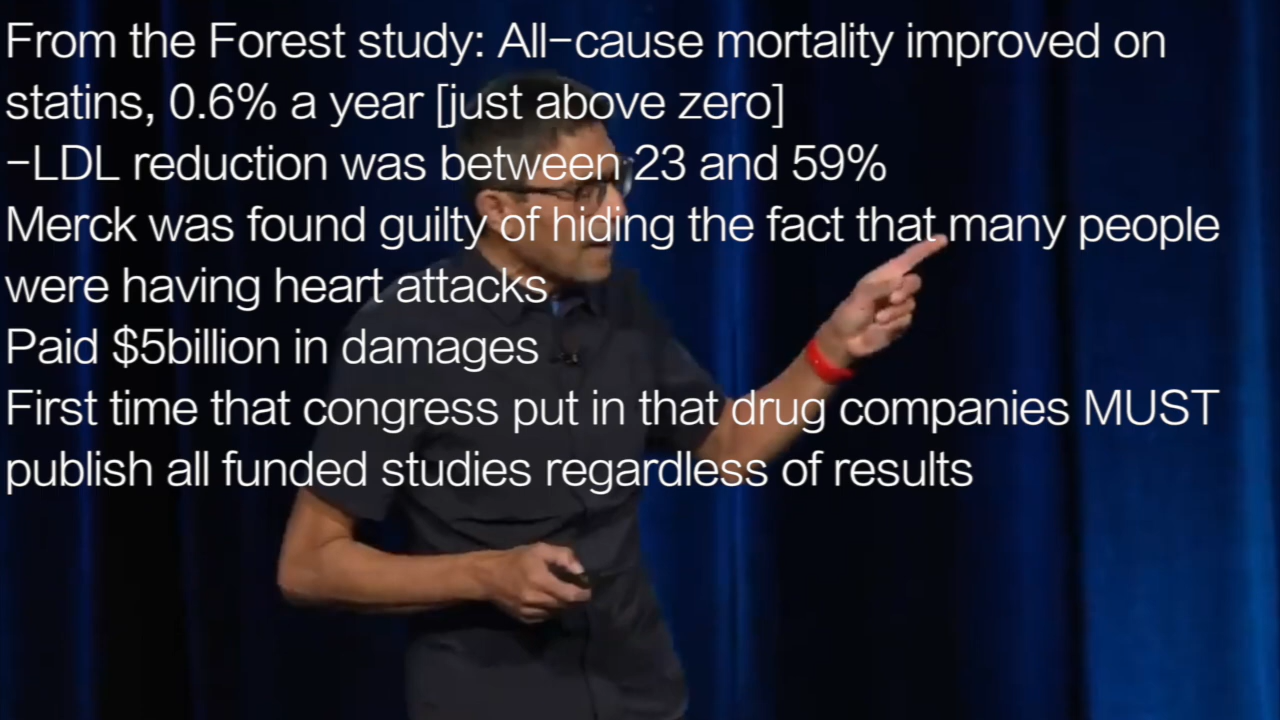 From the Forest study: All-cause mortality improved on
statins, 0.6% a year [just above zero]
-LDL reduction was between 23 and 59%
Merck was found guilty of hiding the fact that many people
were having heart attacks
Paid $5billion in damages
First time that congress put in that drug companies MUST
publish all funded studies regardless of results